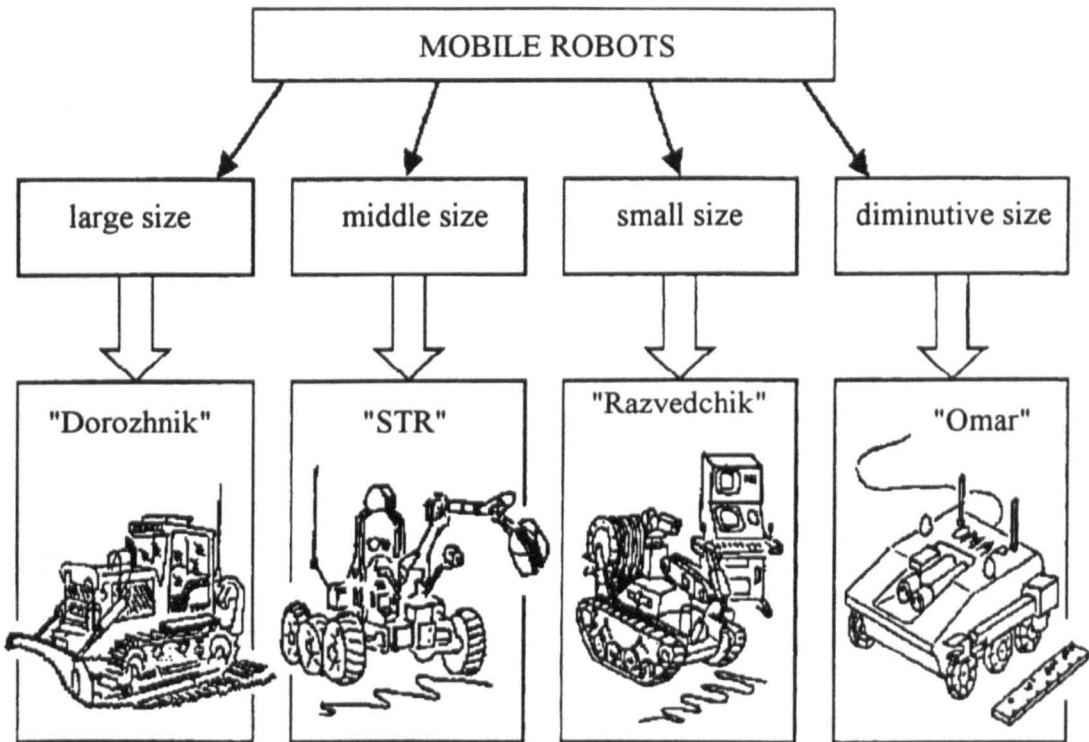 MOBILE ROBOTS
large size
middle size
small size
diminutive size
"Dorozhnik"
"STR"
"Razvedchik"
"Omar"